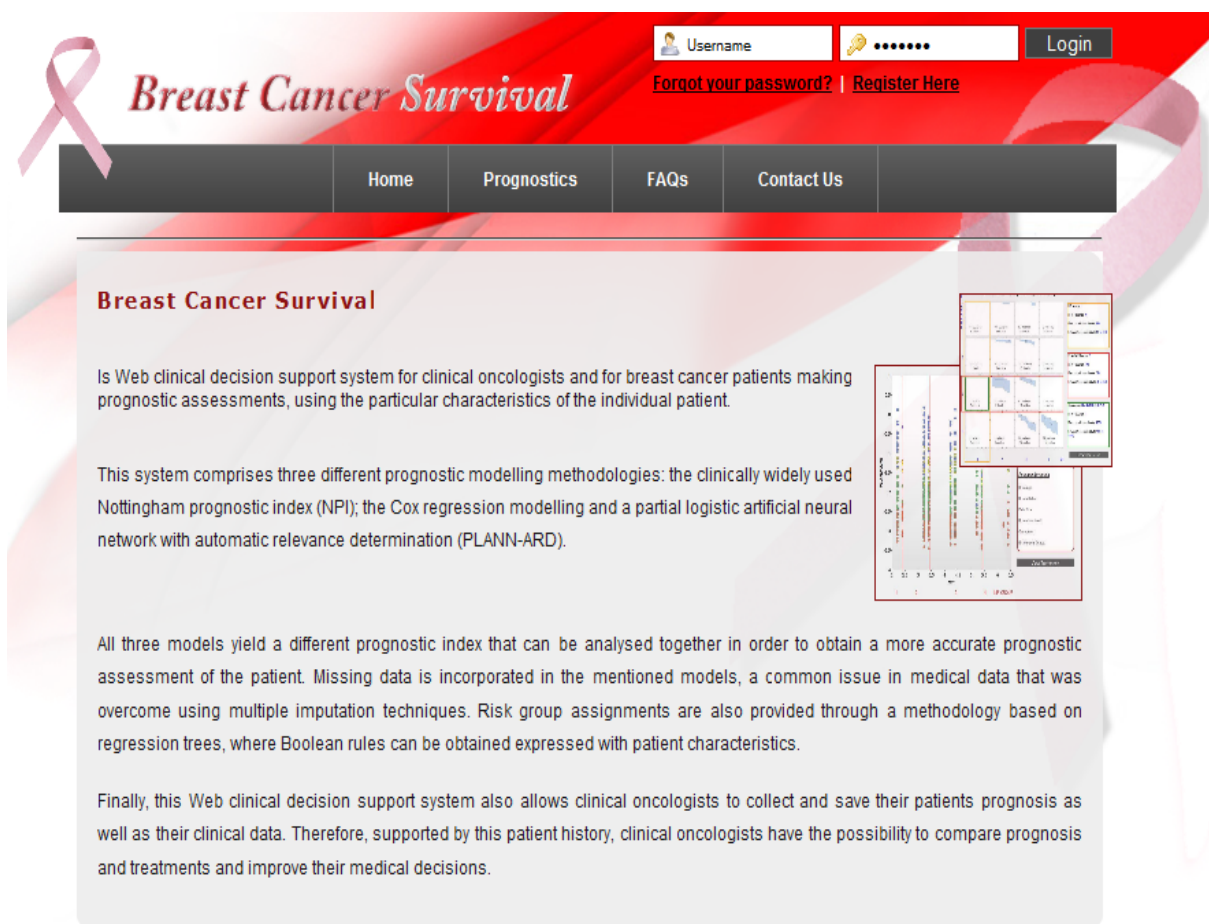 Username
•••••••
Login
Breast Cancer Survival
Forgot your password? | Register Here
Home Prognostics FAQs Contact Us
Breast Cancer Survival
Is Web clinical decision support system for clinical oncologists and for breast cancer patients making
prognostic assessments, using the particular characteristics of the individual patient.
This system comprises three different prognostic modelling methodologies: the clinically widely used
Nottingham prognostic index (NPI); the Cox regression modelling and a partial logistic artificial neural
network with automatic relevance determination (PLANN-ARD).
All three models yield a different prognostic index that can be analysed together in order to obtain a more accurate prognostic
assessment of the patient. Missing data is incorporated in the mentioned models, a common issue in medical data that was
overcome using multiple imputation techniques. Risk group assignments are also provided through a methodology based on
regression trees, where Boolean rules can be obtained expressed with patient characteristics.
Finally, this Web clinical decision support system also allows clinical oncologists to collect and save their patients prognosis as
well as their clinical data. Therefore, supported by this patient history, clinical oncologists have the possibility to compare prognosis
and treatments and improve their medical decisions.